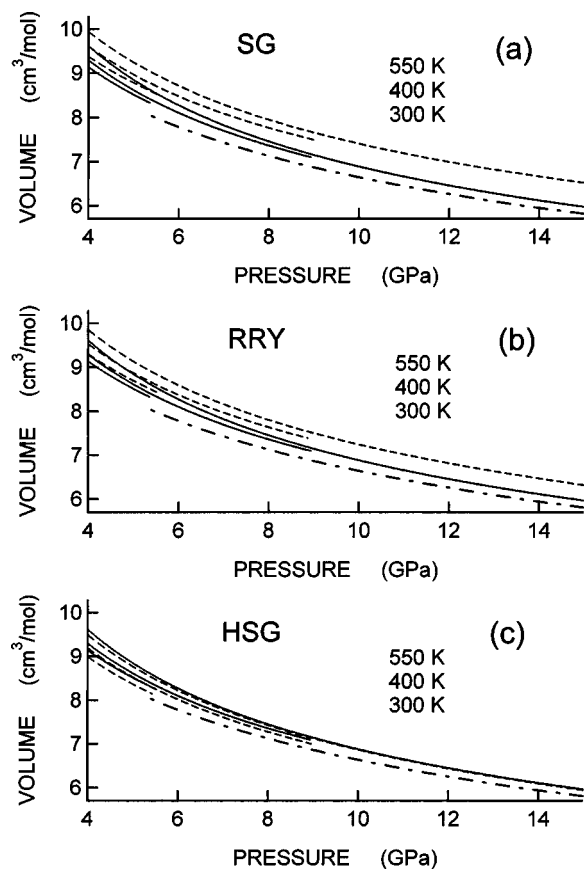 10
9
8
7
6
VOLUME (cm³/mol)
SG
(a)
550 K
400 K
300 K
4 6 8 10 12 14
PRESSURE (GPa)
10
9
8
7
6
VOLUME (cm³/mol)
RRY
(b)
550 K
400 K
300 K
4 6 8 10 12 14
PRESSURE (GPa)
10
9
8
7
6
VOLUME (cm³/mol)
HSG
(c)
550 K
400 K
300 K
4 6 8 10 12 14
PRESSURE (GPa)